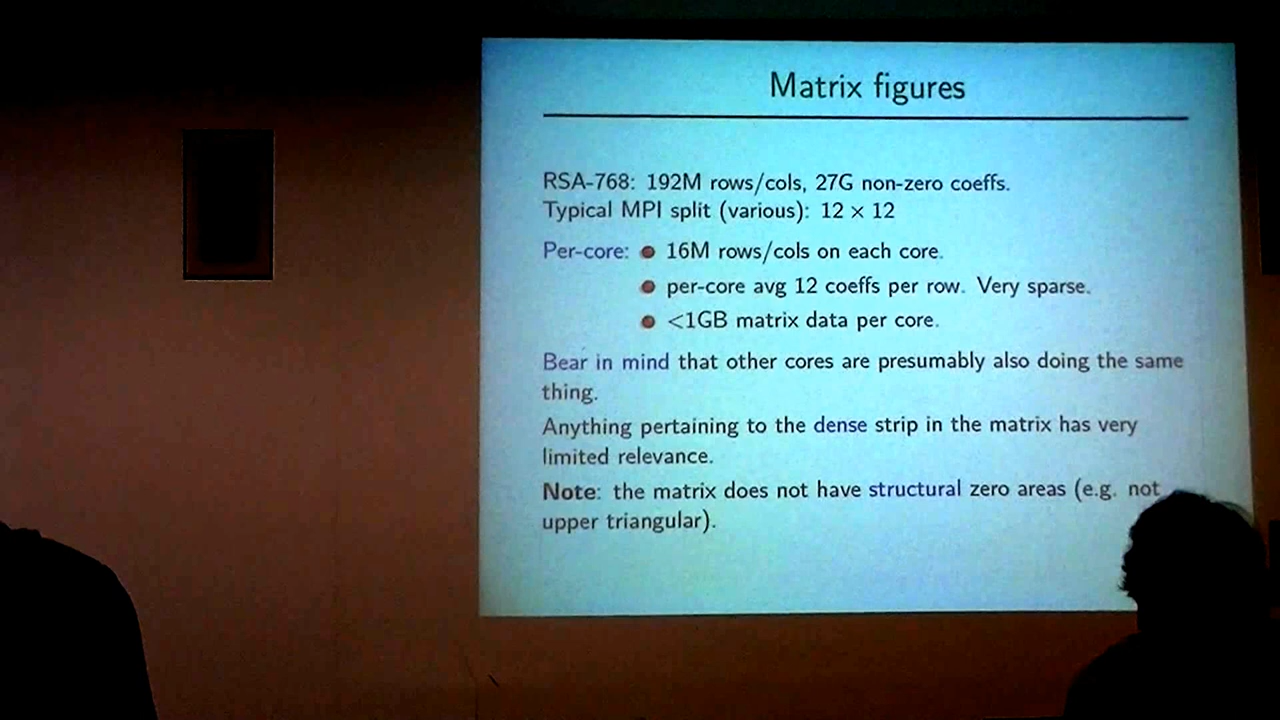 Matrix figures
RSA-768: 192M rows/cols, 27G non-zero coeffs.
Typical MPI split (various): 12 × 12
Per-core: ● 16M rows/cols on each core.
● per-core avg 12 coeffs per row. Very sparse.
● <1GB matrix data per core.
Bear in mind that other cores are presumably also doing the same
thing.
Anything pertaining to the dense strip in the matrix has very
limited relevance.
Note: the matrix does not have structural zero areas (e.g. not
upper triangular).